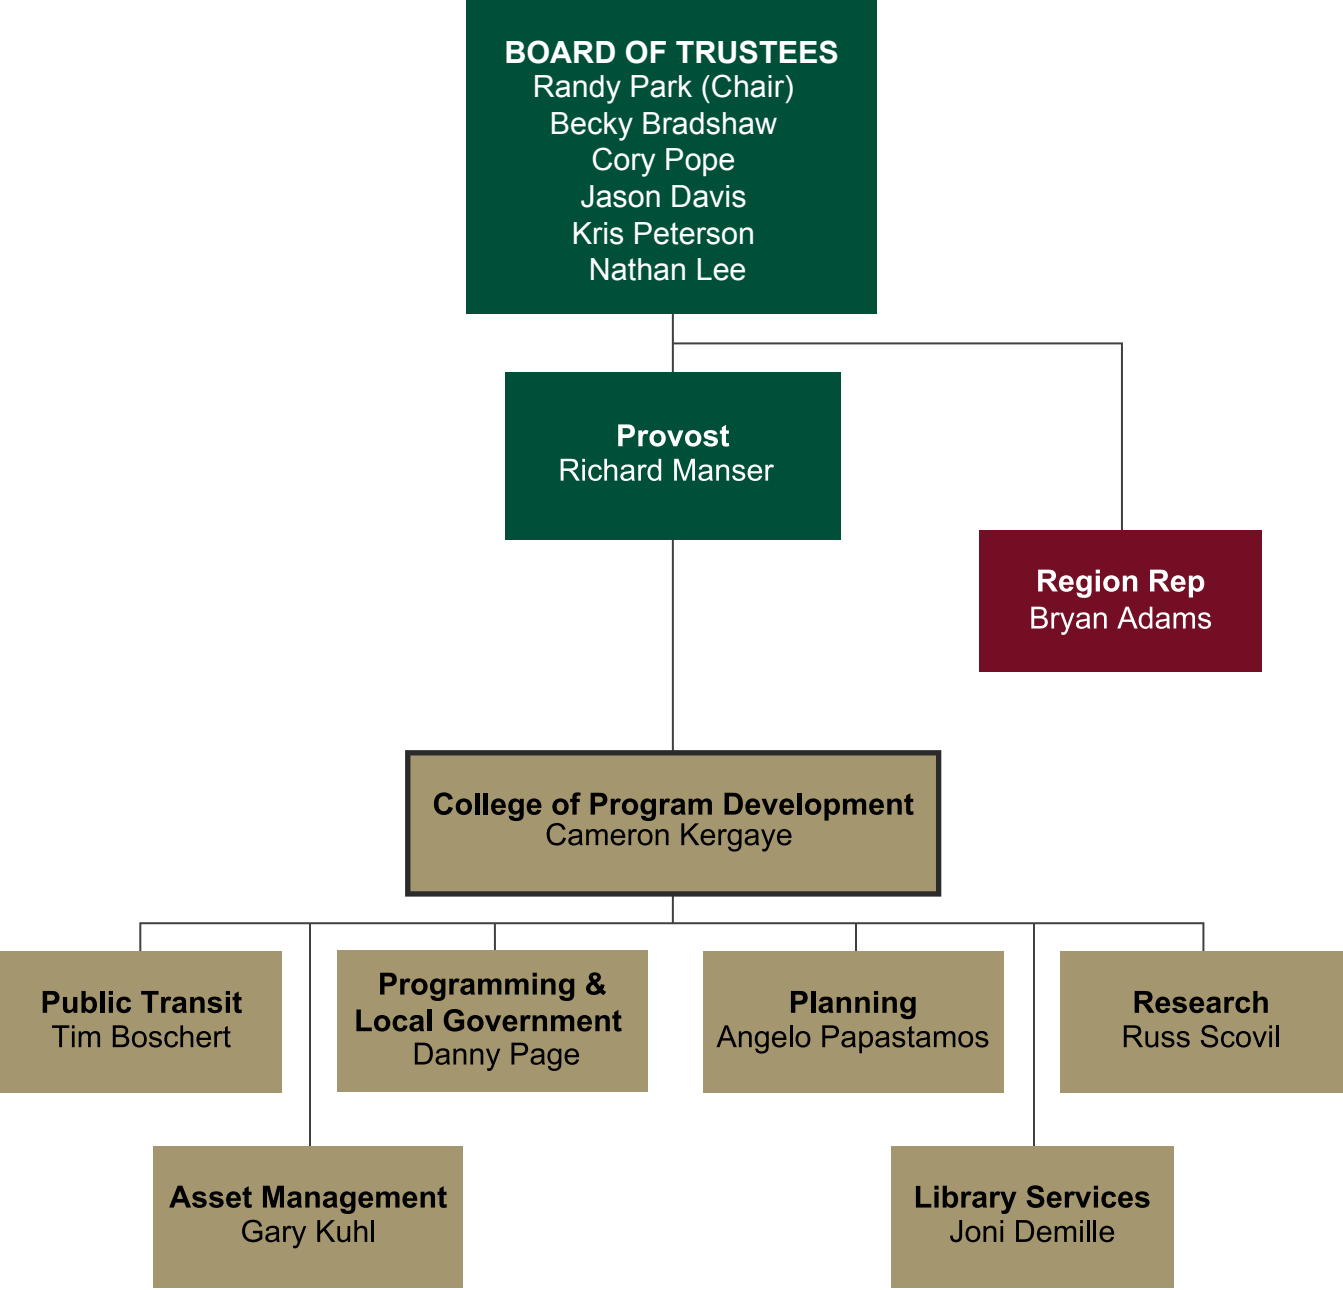 BOARD OF TRUSTEES
Randy Park (Chair)
Becky Bradshaw
Cory Pope
Jason Davis
Kris Peterson
Nathan Lee
Provost
Richard Manser
Region Rep
Bryan Adams
College of Program Development
Cameron Kergaye
Public Transit
Tim Boschert
Programming &
Local Government
Danny Page
Planning
Angelo Papastamos
Research
Russ Scovil
Asset Management
Gary Kuhl
Library Services
Joni Demille